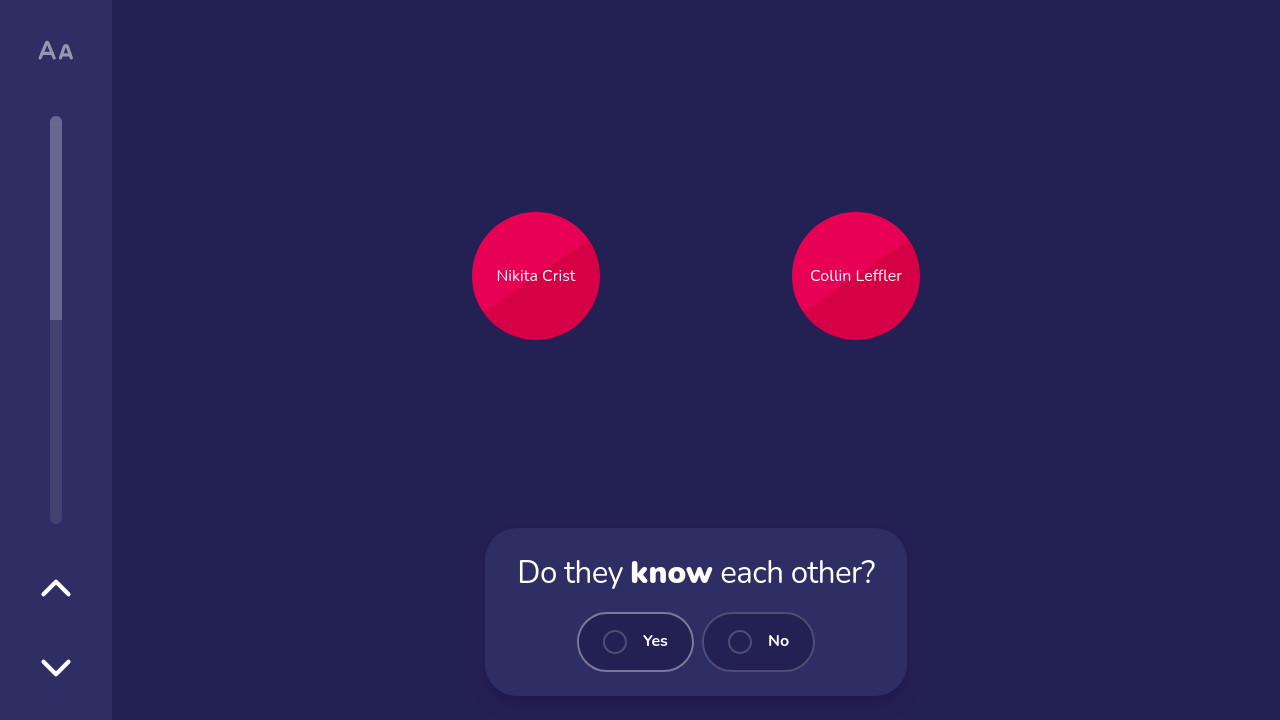 AA
Nikita Crist
Collin Leffler
Do they know each other?
Yes
No